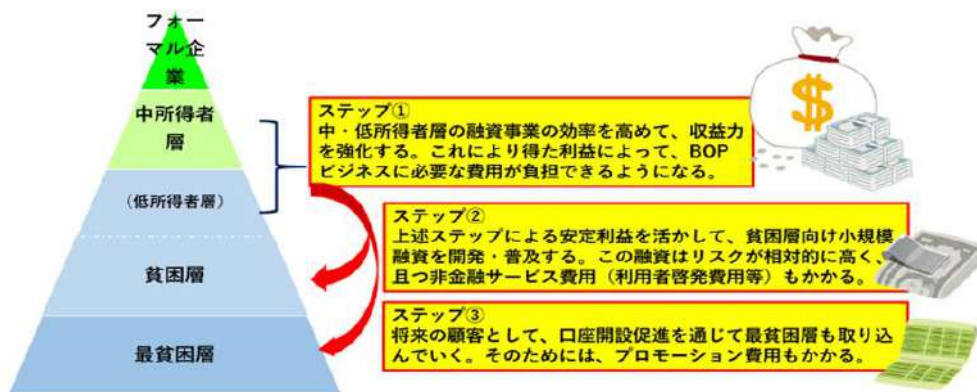 フォー
マル企
業
中所得者
層
(低所得者層)
貧困層
最貧困層
ステップ①
中・低所得者層の融資事業の効率を高めて、収益力
を強化する。これにより得た利益によって、BOP
ビジネスに必要な費用が負担できるようになる。
ステップ②
上述ステップによる安定利益を活かして、貧困層向け小規模
融資を開発・普及する。この融資はリスクが相対的に高く、
且つ非金融サービス費用（利用者啓発費用等）もかかる。
ステップ③
将来の顧客として、口座開設促進を通じて最貧困層も取り込
んでいく。そのためには、プロモーション費用もかかる。
$